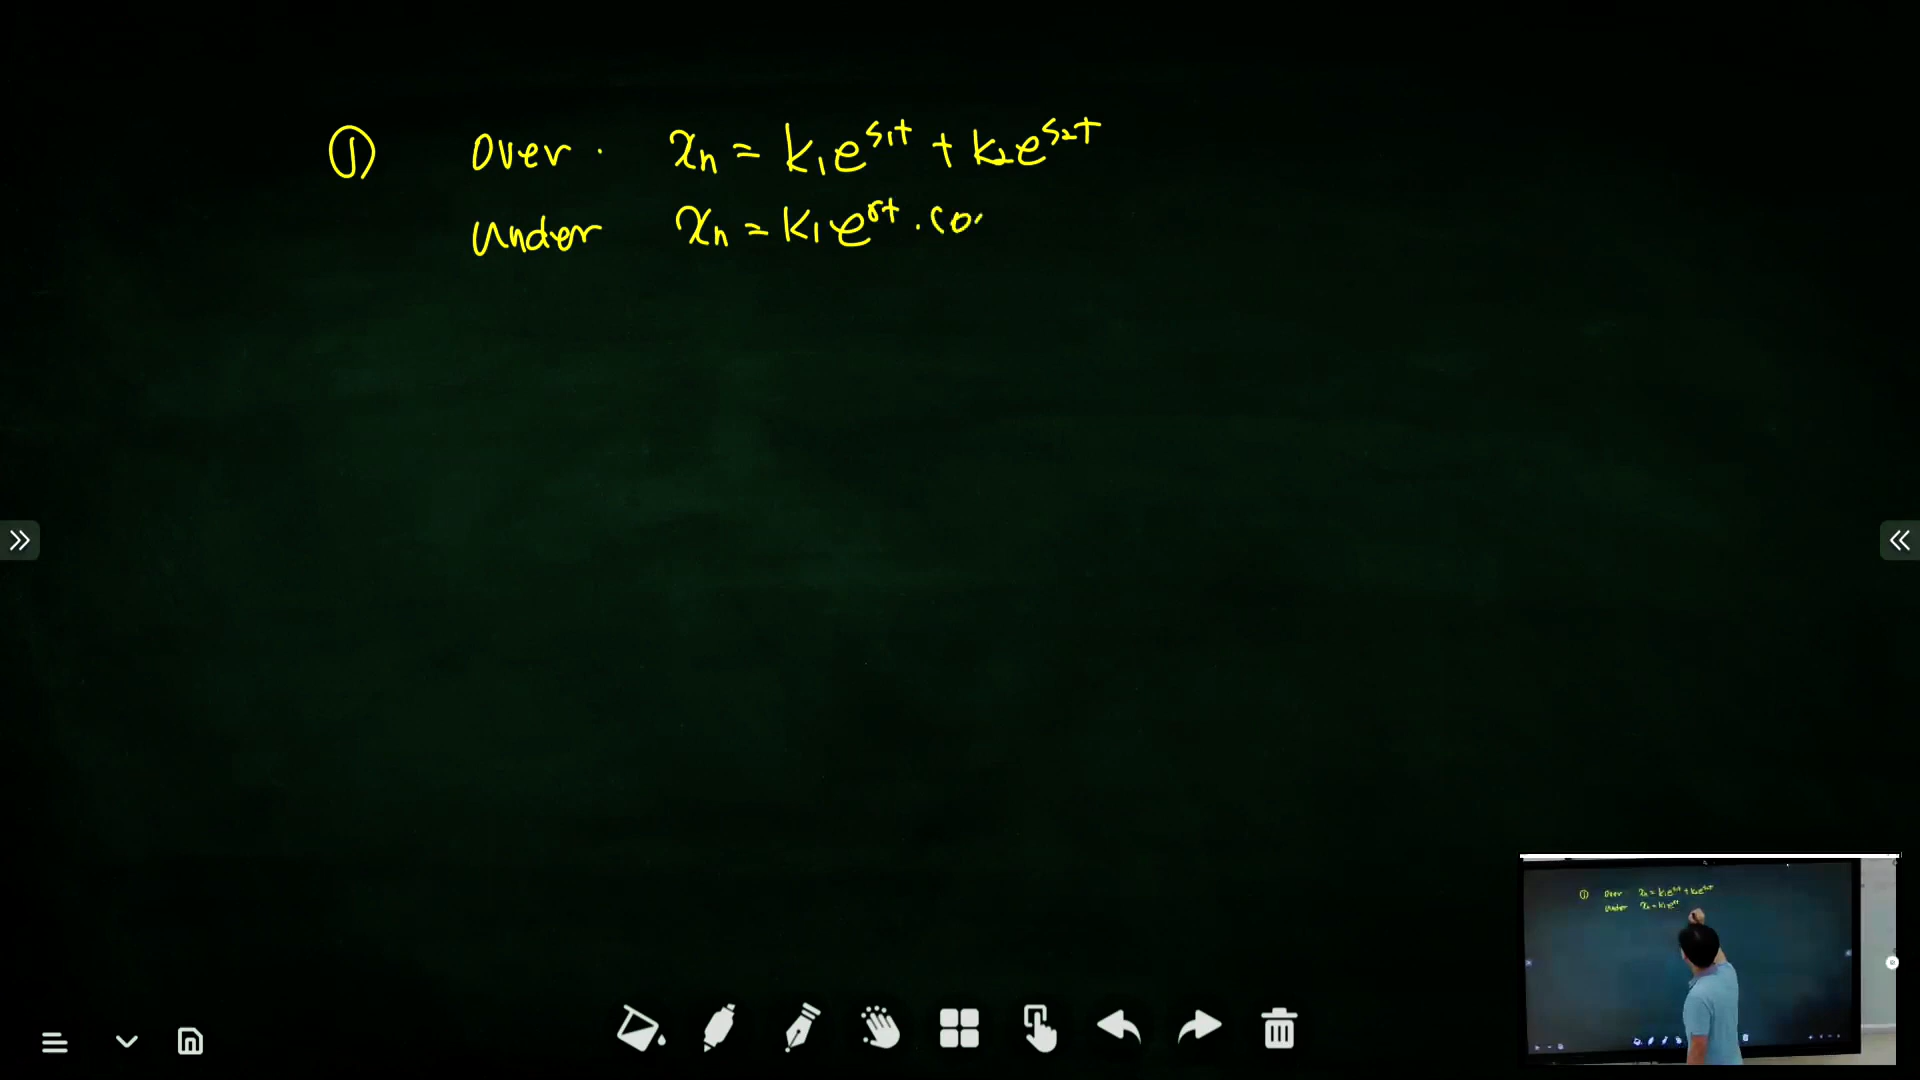 ① over . xn = k₁e^s₁t + k₂e^s₂t
under xn = k₁e^σt . co